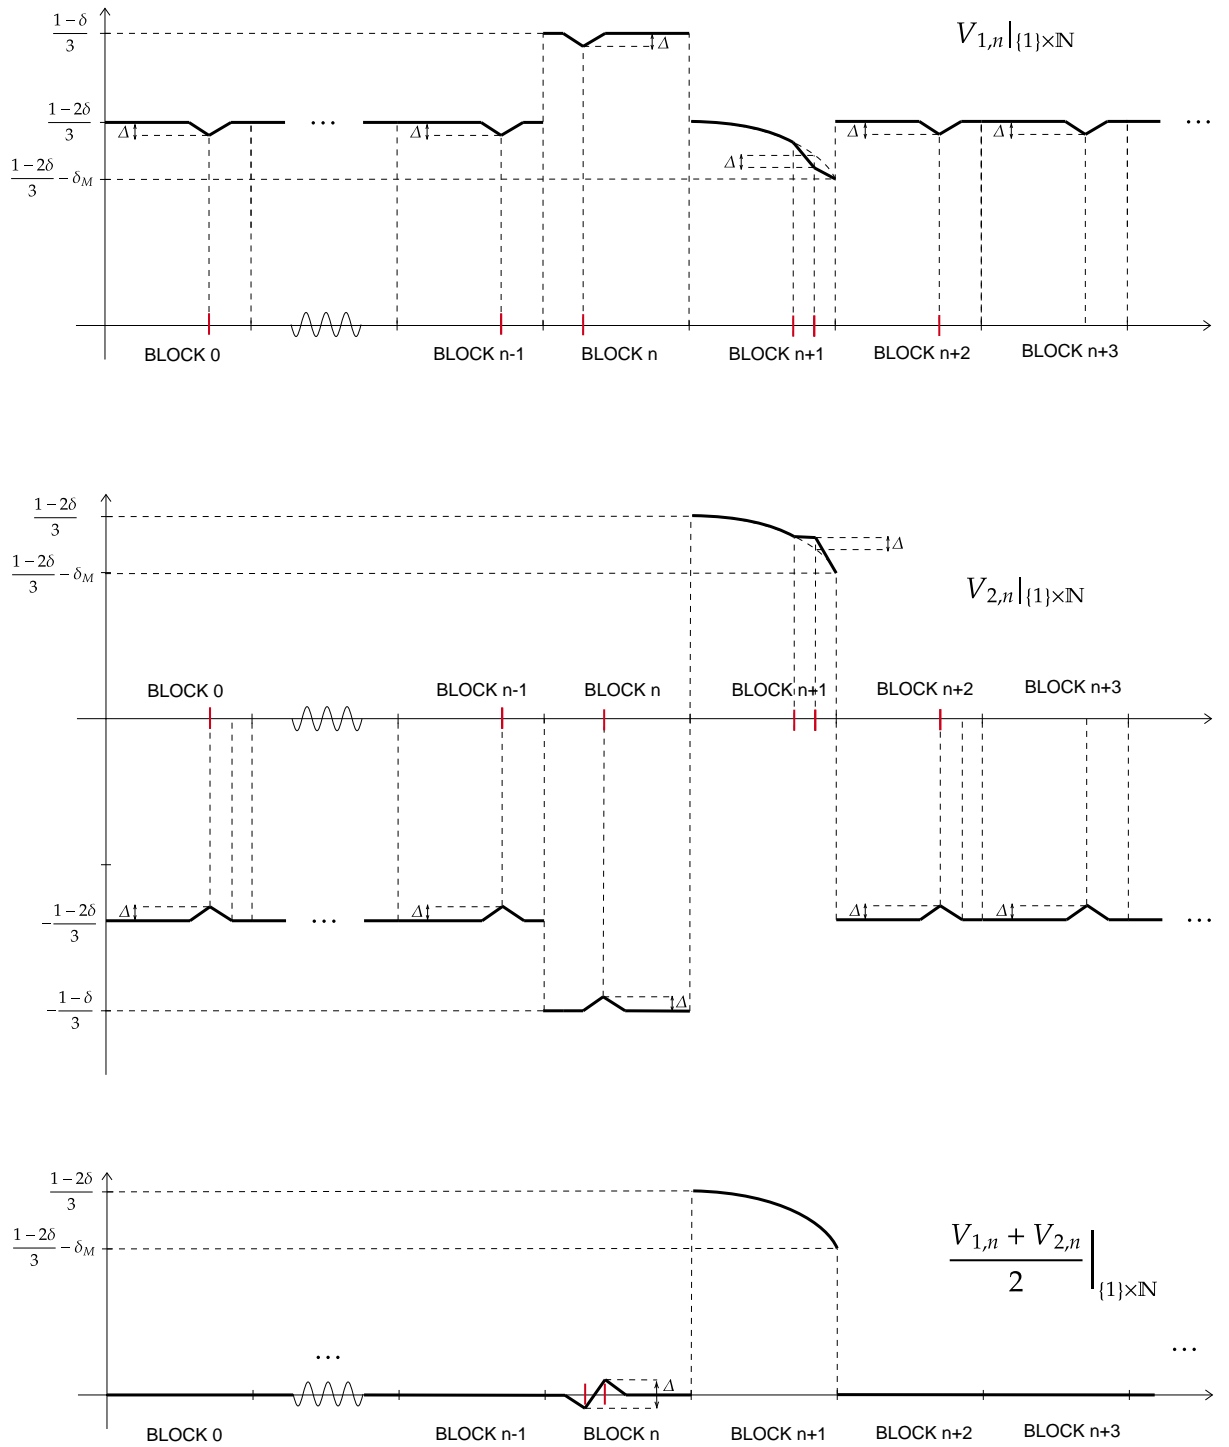 1−δ
3
V₁,ₙ|{1}×ℕ
Δ
1−2δ
3
Δ
...
Δ
Δ
Δ
...
Δ
1−2δ
3 −δ_M
BLOCK 0
BLOCK n-1
BLOCK n
BLOCK n+1
BLOCK n+2
BLOCK n+3
1−2δ
3
Δ
1−2δ
3 −δ_M
V₂,ₙ|{1}×ℕ
BLOCK 0
BLOCK n-1
BLOCK n
BLOCK n+1
BLOCK n+2
BLOCK n+3
Δ
Δ
Δ
Δ
−1−2δ
3
...
...
−1−δ
3
Δ
1−2δ
3
1−2δ
3 −δ_M
V₁,ₙ + V₂,ₙ
2
|{1}×ℕ
...
...
Δ
BLOCK 0
BLOCK n-1
BLOCK n
BLOCK n+1
BLOCK n+2
BLOCK n+3